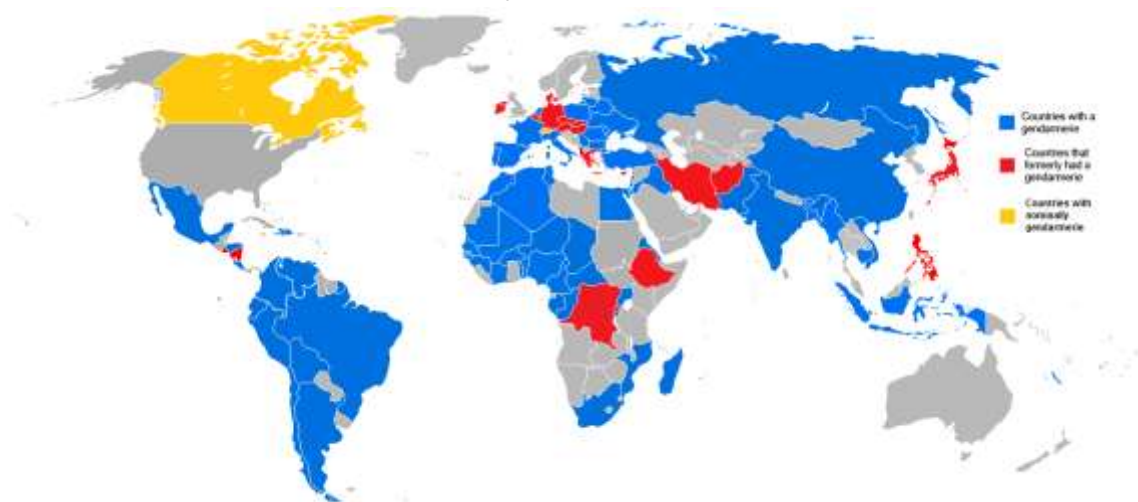 Countries with a
gendarmerie
Countries that
formerly had a
gendarmerie
Countries with
nominally
gendarmerie